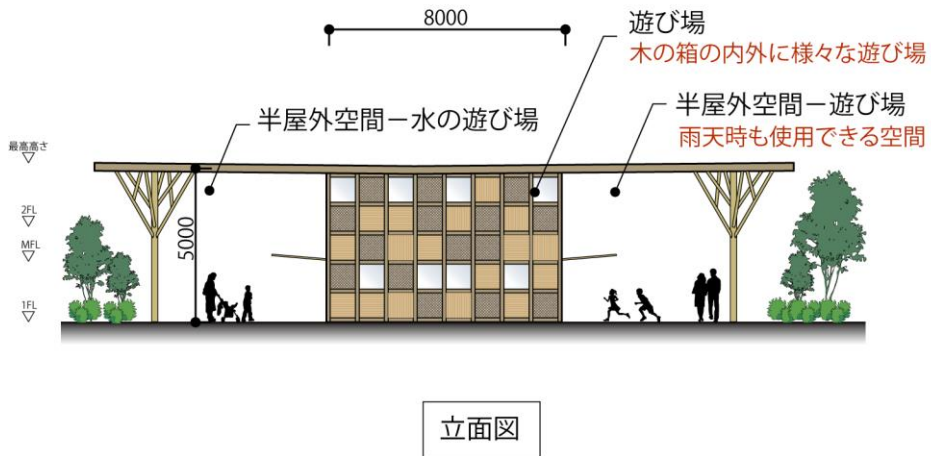 8000
遊び場
木の箱の内外に様々な遊び場
半屋外空間－水の遊び場
半屋外空間－遊び場
雨天時も使用できる空間
最高高さ
2FL
MFL
5000
1FL
立面図